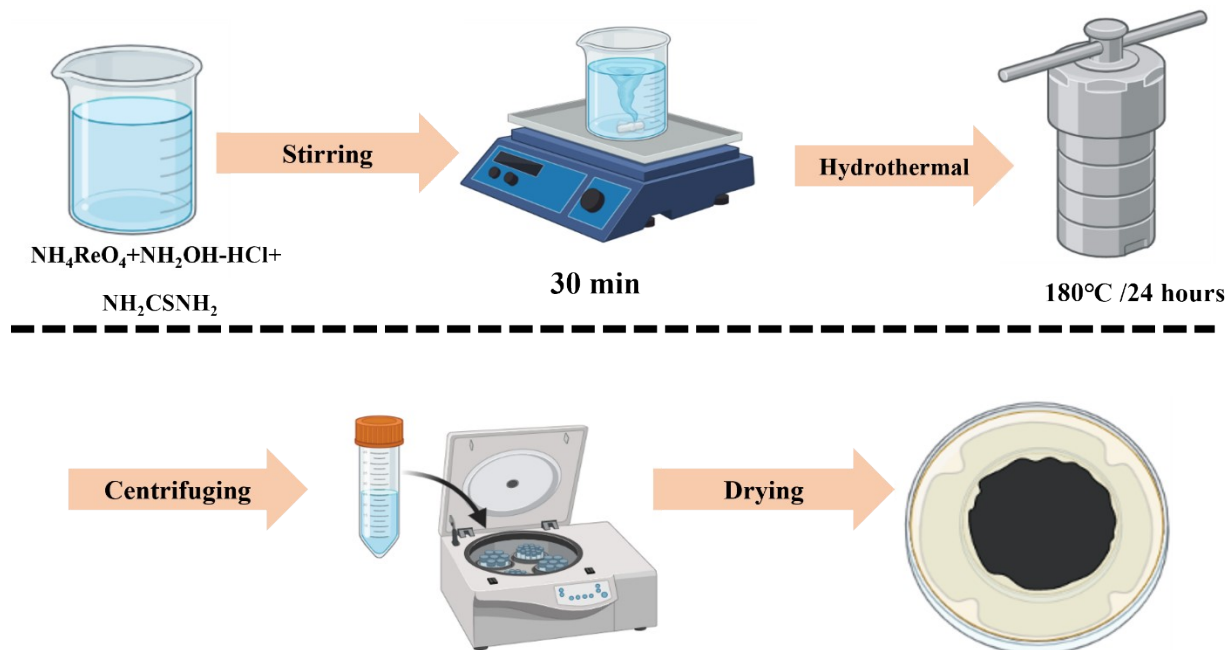 Stirring
Hydrothermal
NH₄ReO₄+NH₂OH-HCl+
NH₂CSNH₂
30 min
180℃ /24 hours
Centrifuging
Drying